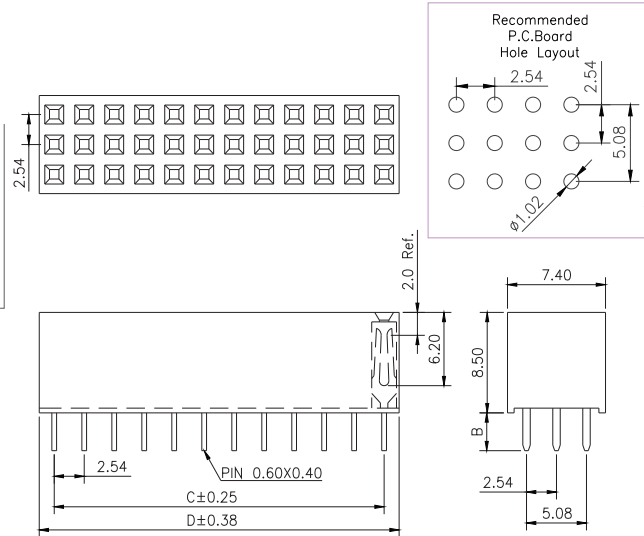 Recommended
P.C.Board
Hole Layout
2.54
2.54
5.08
ø1.02
2.54
2.0 Ref.
6.20
7.40
8.50
B
2.54
PIN 0.60X0.40
C±0.25
D±0.38
2.54
5.08